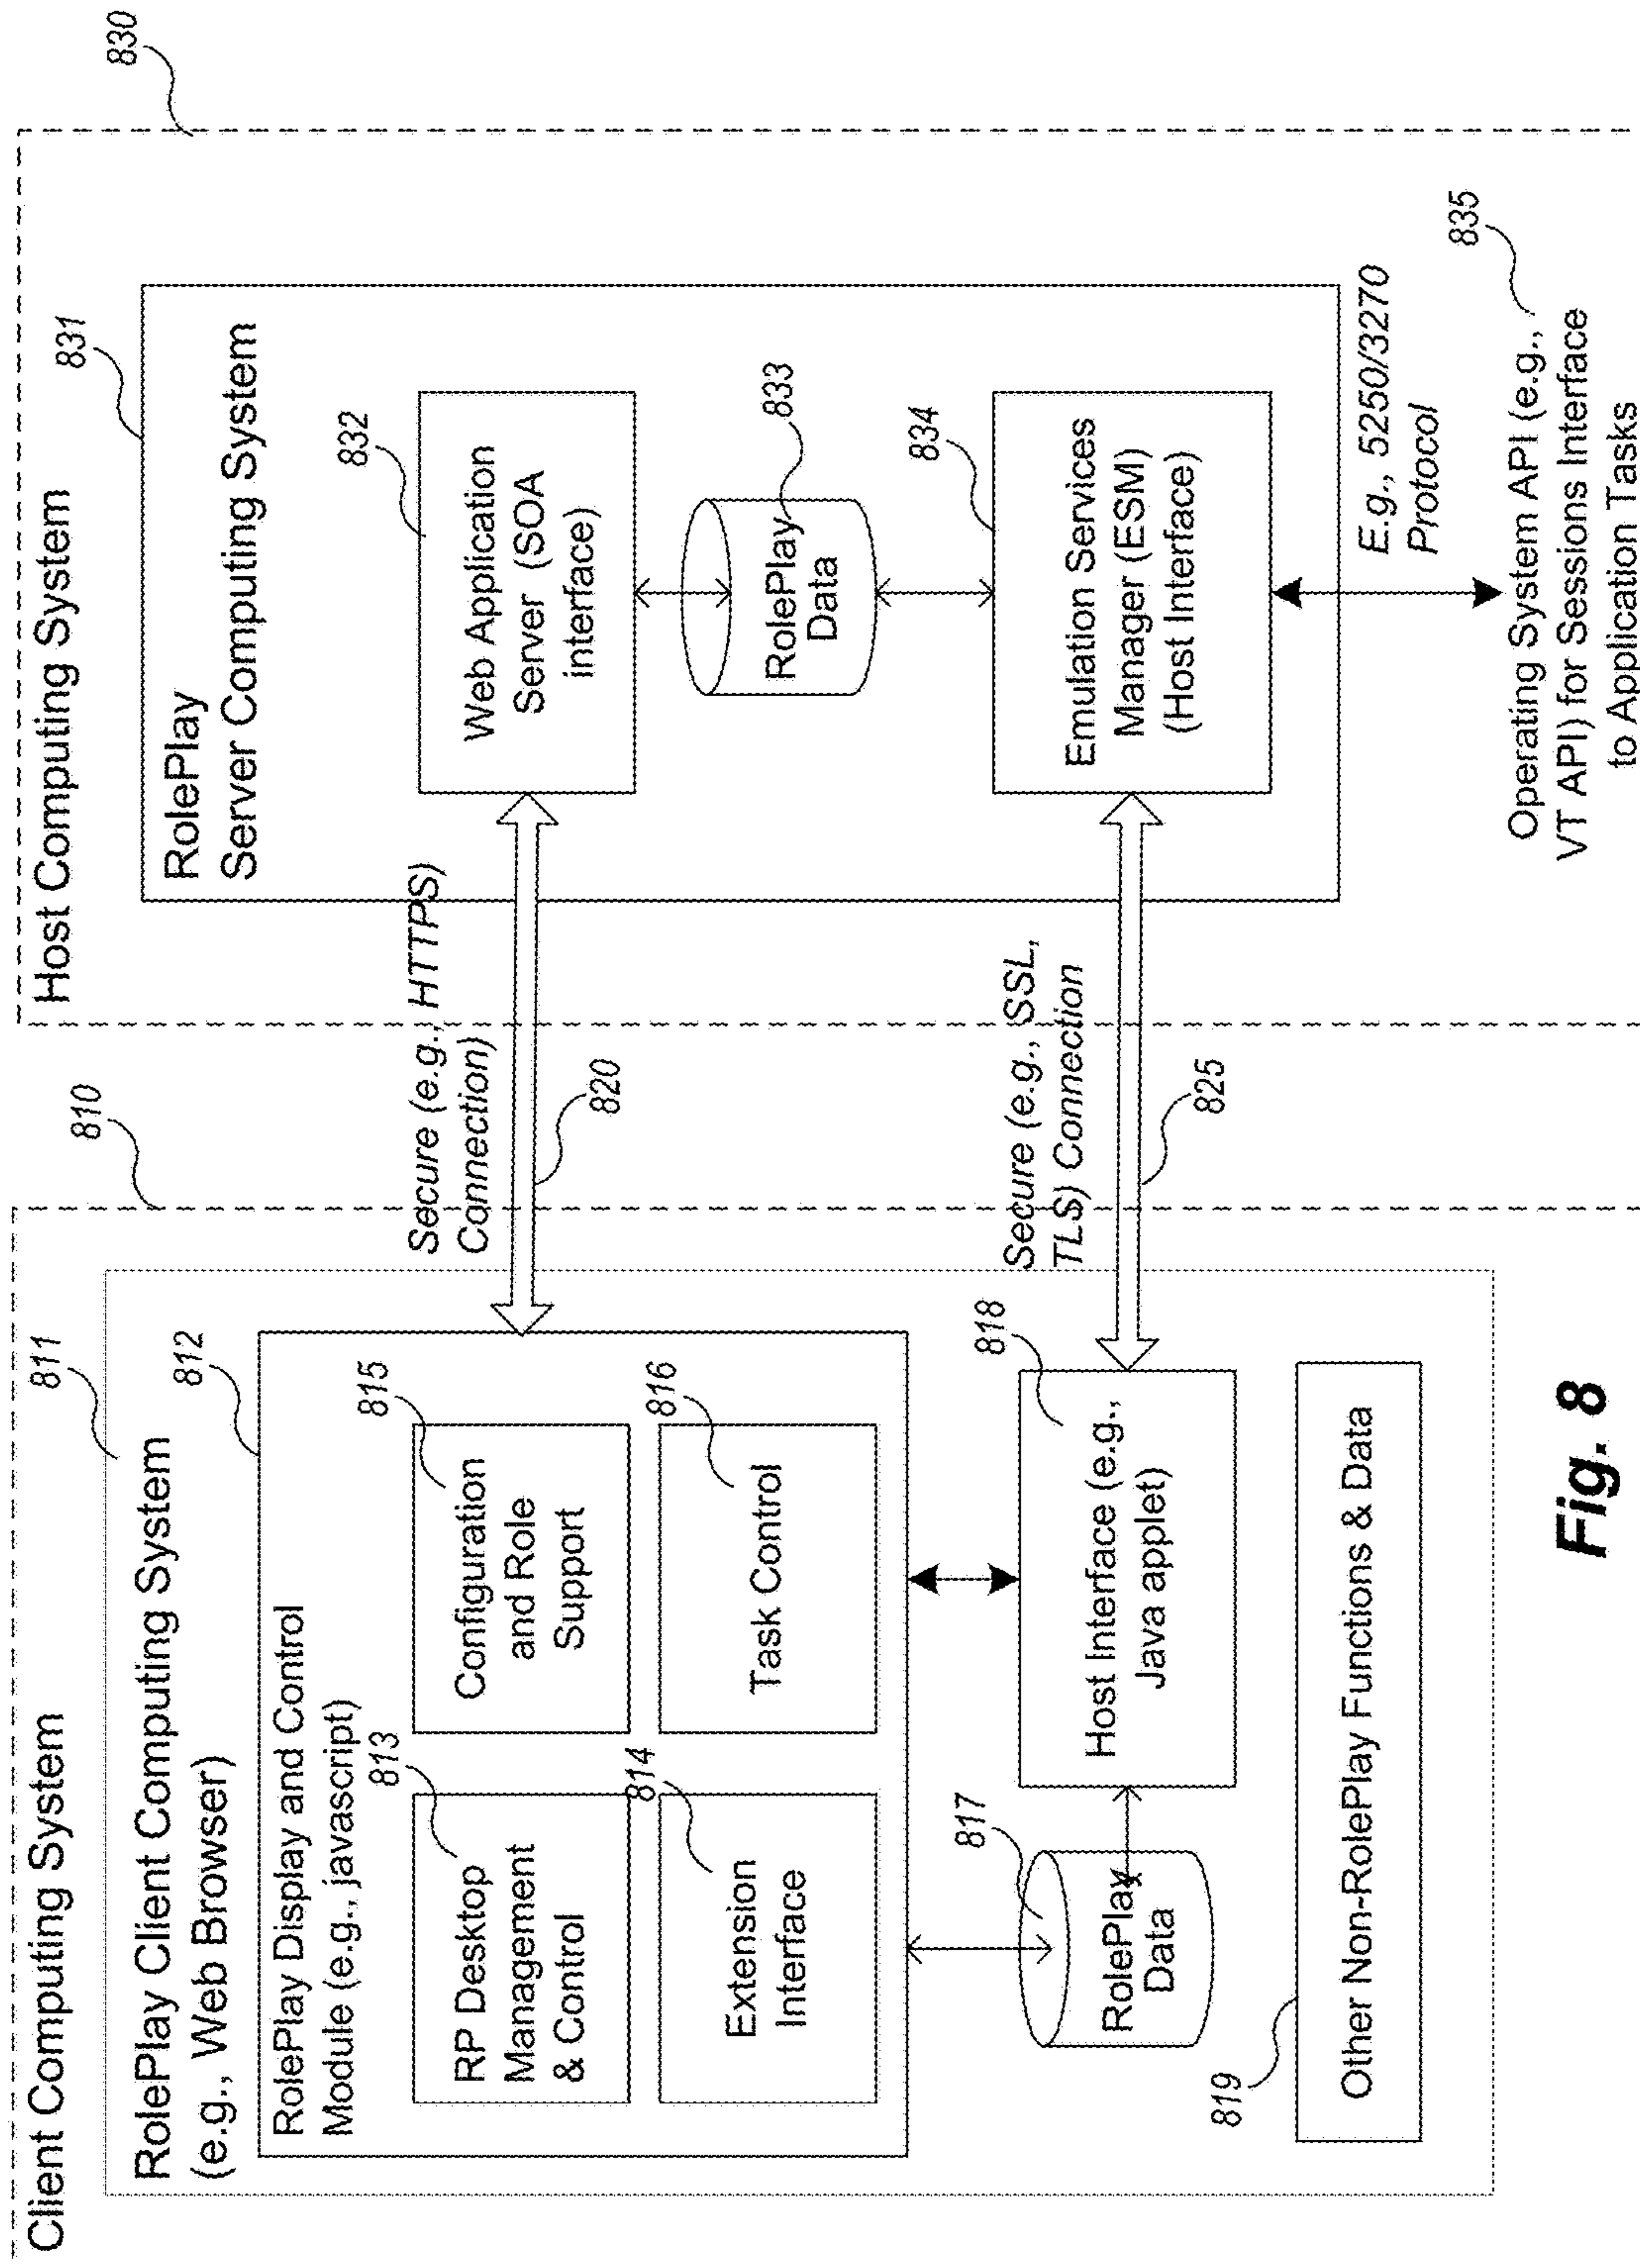 Client Computing System
810
811
RolePlay Client Computing System
(e.g., Web Browser)
812
RolePlay Display and Control
Module (e.g., javascript)
813
RP Desktop
Management
& Control
815
Configuration
and Role
Support
814
Extension
Interface
816
Task Control
817
RolePlay
Data
818
Host Interface (e.g.,
Java applet)
819
Other Non-RolePlay Functions & Data
Secure (e.g., HTTPS)
Connection)
820
Secure (e.g., SSL,
TLS) Connection
825
Host Computing System
830
831
RolePlay
Server Computing System
832
Web Application
Server (SOA
interface)
833
RolePlay
Data
834
Emulation Services
Manager (ESM)
(Host Interface)
E.g., 5250/3270
Protocol
835
Operating System API (e.g.,
VT API) for Sessions Interface
to Application Tasks
Fig. 8